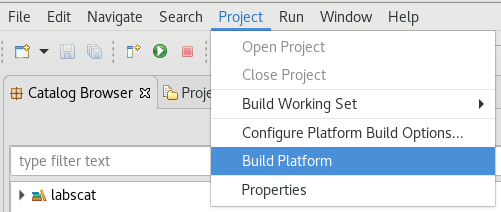 File Edit Navigate Search Project Run Window Help
Open Project
Close Project
Catalog Browser Proje
Build Working Set
Configure Platform Build Options...
type filter text
Build Platform
labscat
Properties